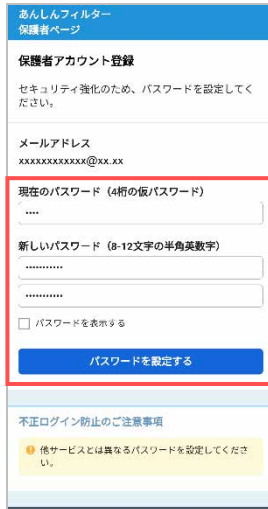 あんしんフィルター
保護者ページ
保護者アカウント登録
セキュリティ強化のため、パスワードを設定してく
ださい。
メールアドレス
xxxxxxxxxxxx@xx.xx
現在のパスワード（4桁の仮パスワード）
••••
新しいパスワード（8-12文字の半角英数字）
•••••••••••
•••••••••••
パスワードを表示する
パスワードを設定する
不正ログイン防止のご注意事項
他サービスとは異なるパスワードを設定してくださ
い。